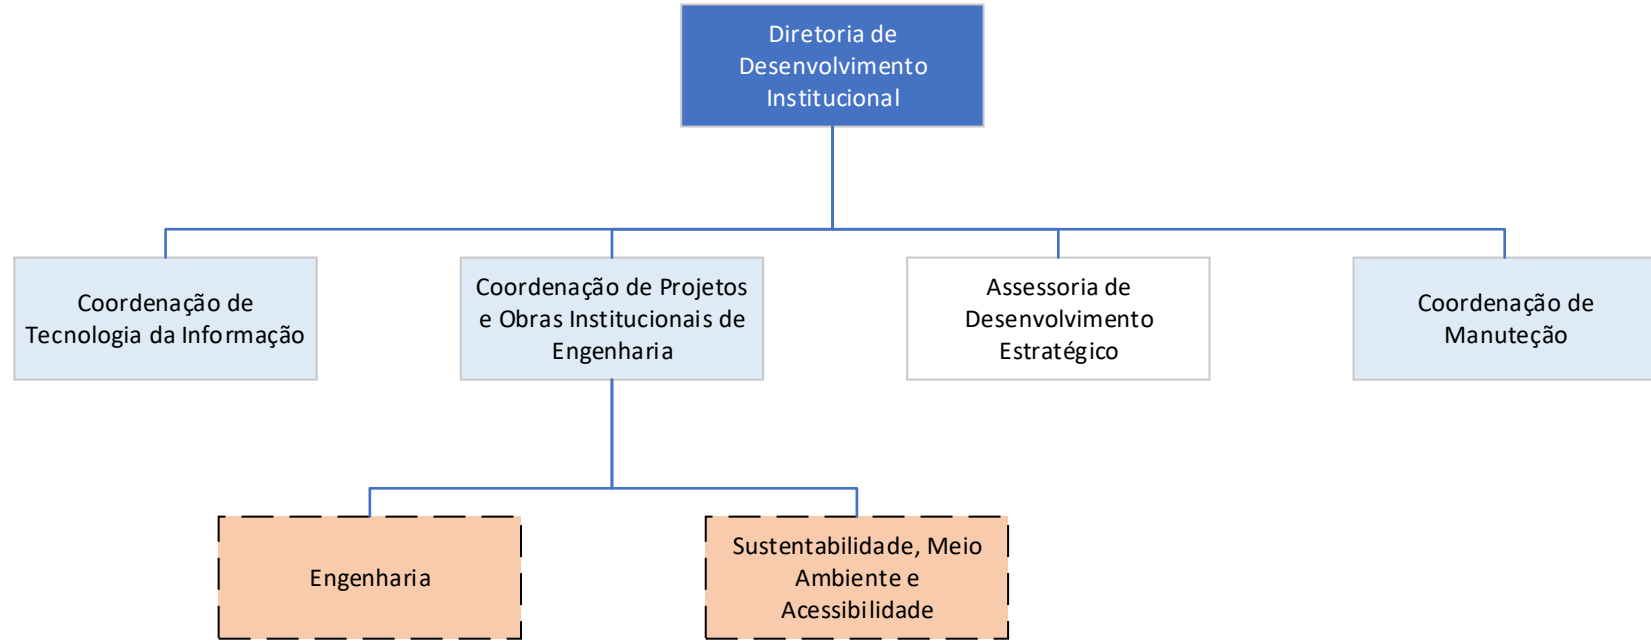 Diretoria de
Desenvolvimento
Institucional
Coordenação de
Tecnologia da Informação
Coordenação de Projetos
e Obras Institucionais de
Engenharia
Assessoria de
Desenvolvimento
Estratégico
Coordenação de
Manuteção
Engenharia
Sustentabilidade, Meio
Ambiente e
Acessibilidade